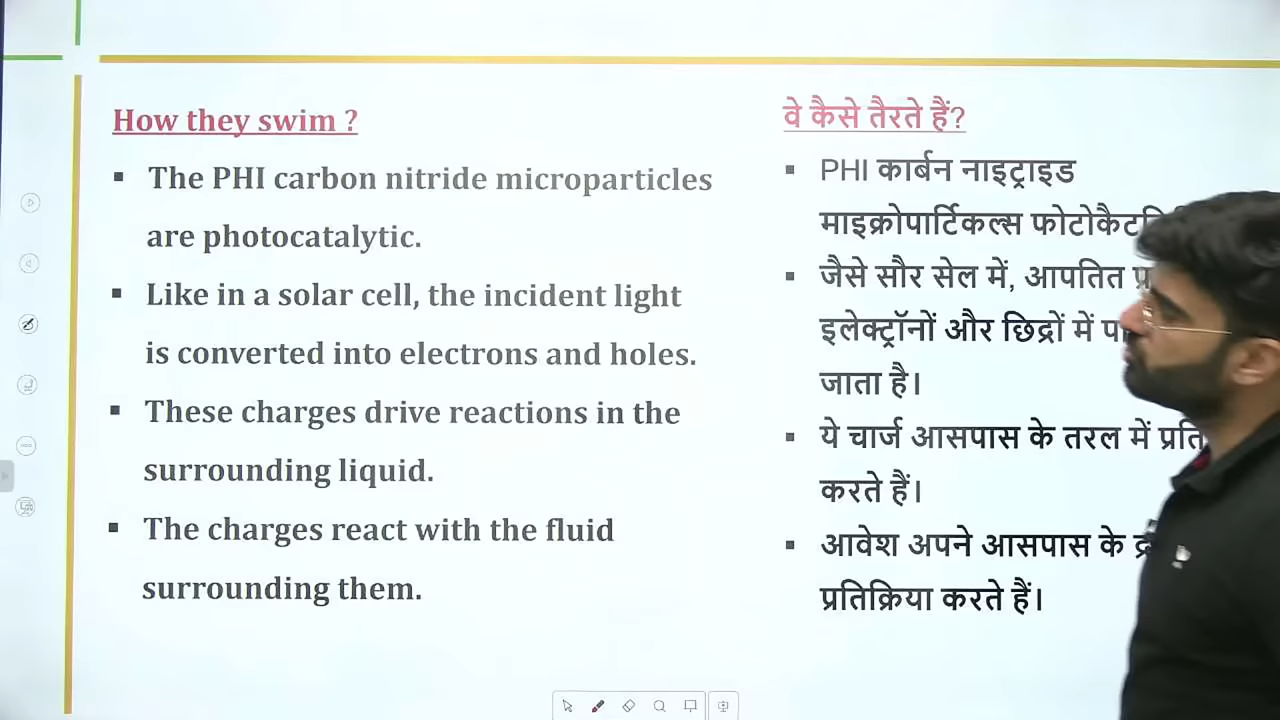 How they swim ?
▪ The PHI carbon nitride microparticles
are photocatalytic.
▪ Like in a solar cell, the incident light
is converted into electrons and holes.
▪ These charges drive reactions in the
surrounding liquid.
▪ The charges react with the fluid
surrounding them.
वे कैसे तैरते हैं?
▪ PHI कार्बन नाइट्राइड
माइक्रोपार्टिकल्स
▪ जैसे सौर सेल में, आपतित
इलेक्ट्रॉनों और छिद्रों में
जाता है।
▪ ये चार्ज आसपास के तरल में
करते हैं।
▪ आवेश अपने आसपास के
प्रतिक्रिया करते हैं।